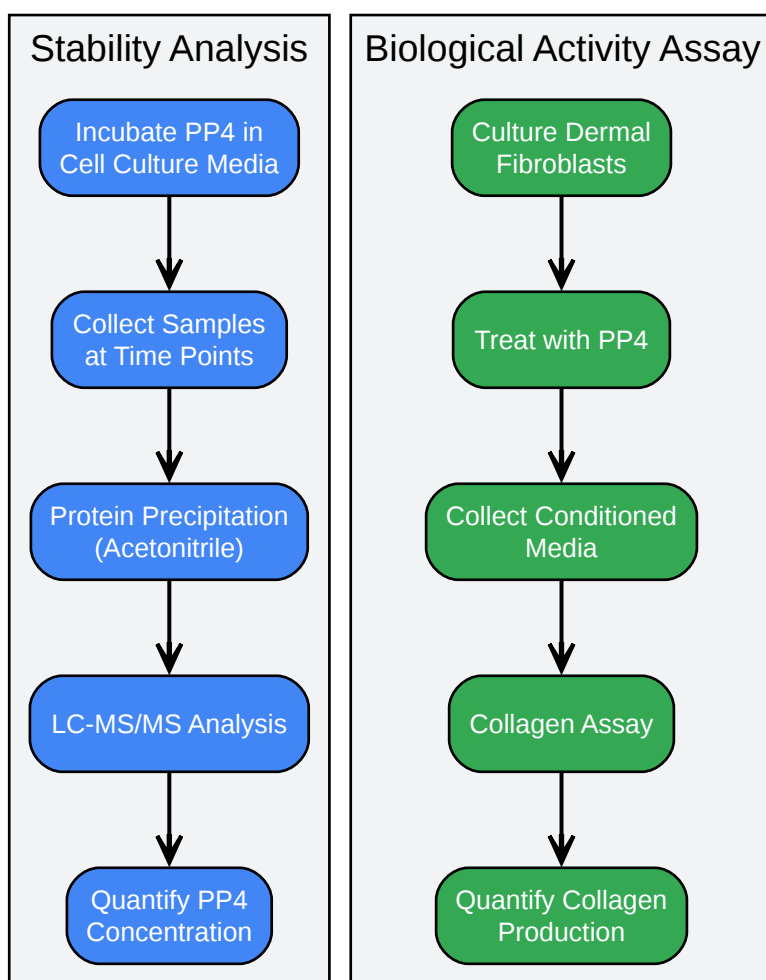 Stability Analysis
Incubate PP4 in
Cell Culture Media
Collect Samples
at Time Points
Protein Precipitation
(Acetonitrile)
LC-MS/MS Analysis
Quantify PP4
Concentration
Biological Activity Assay
Culture Dermal
Fibroblasts
Treat with PP4
Collect Conditioned
Media
Collagen Assay
Quantify Collagen
Production